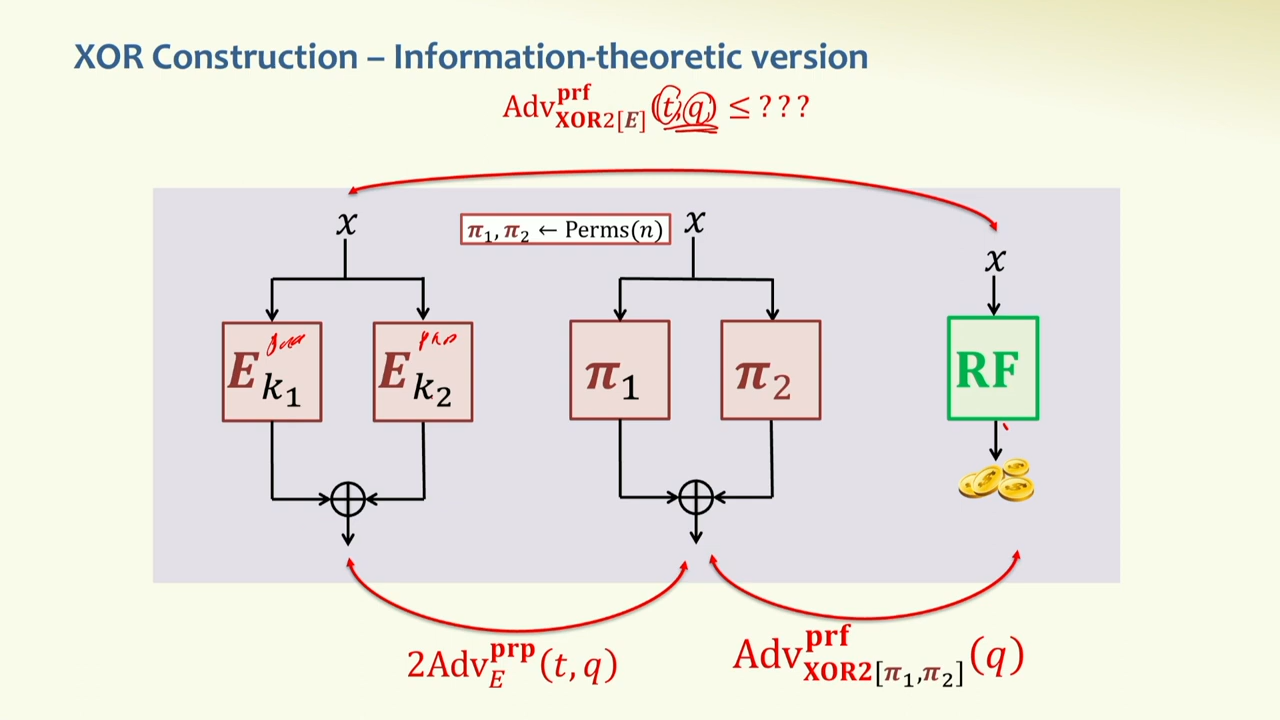 XOR Construction – Information-theoretic version
Adv^prf_XOR2[E](t,q) ≤ ???
x
π₁, π₂ ← Perms(n)
x
x
E_k₁
E_k₂
π₁
π₂
RF
2Adv^prp_E(t, q)
Adv^prf_XOR2[π₁,π₂](q)